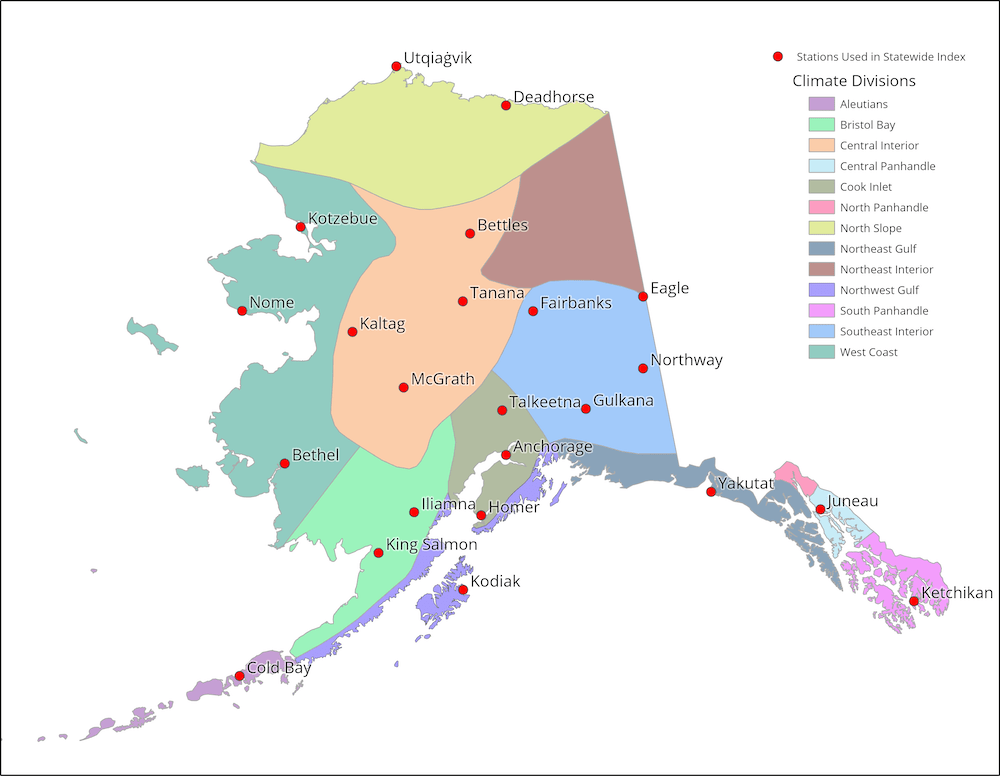 Utqiaġvik
Stations Used in Statewide Index
Climate Divisions
Deadhorse
Aleutians
Bristol Bay
Central Interior
Central Panhandle
Cook Inlet
North Panhandle
North Slope
Northeast Gulf
Northeast Interior
Northwest Gulf
South Panhandle
Southeast Interior
West Coast
Kotzebue
Bettles
Eagle
Tanana
Nome
Fairbanks
Kaltag
Northway
McGrath
Talkeetna
Gulkana
Anchorage
Bethel
Yakutat
Juneau
Iliamna
Homer
King Salmon
Kodiak
Ketchikan
Cold Bay